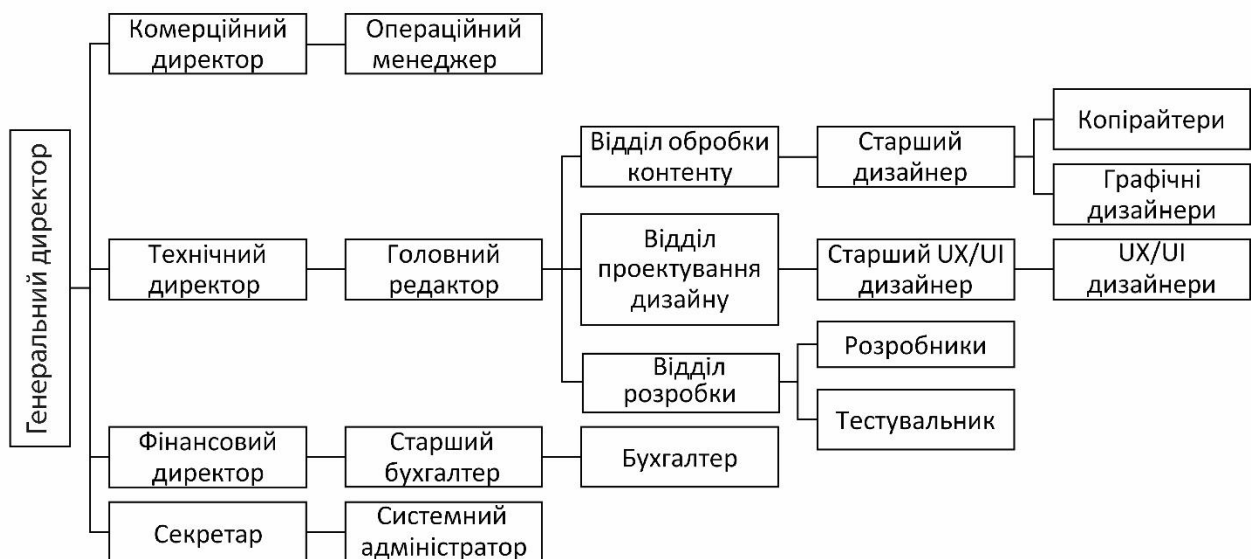 Генеральний директор
Комерційний
директор
Операційний
менеджер
Технічний
директор
Головний
редактор
Відділ обробки
контенту
Старший
дизайнер
Копірайтери
Графічні
дизайнери
Відділ
проектування
дизайну
Старший UX/UI
дизайнер
UX/UI
дизайнери
Відділ
розробки
Розробники
Тестувальник
Фінансовий
директор
Старший
бухгалтер
Бухгалтер
Секретар
Системний
адміністратор